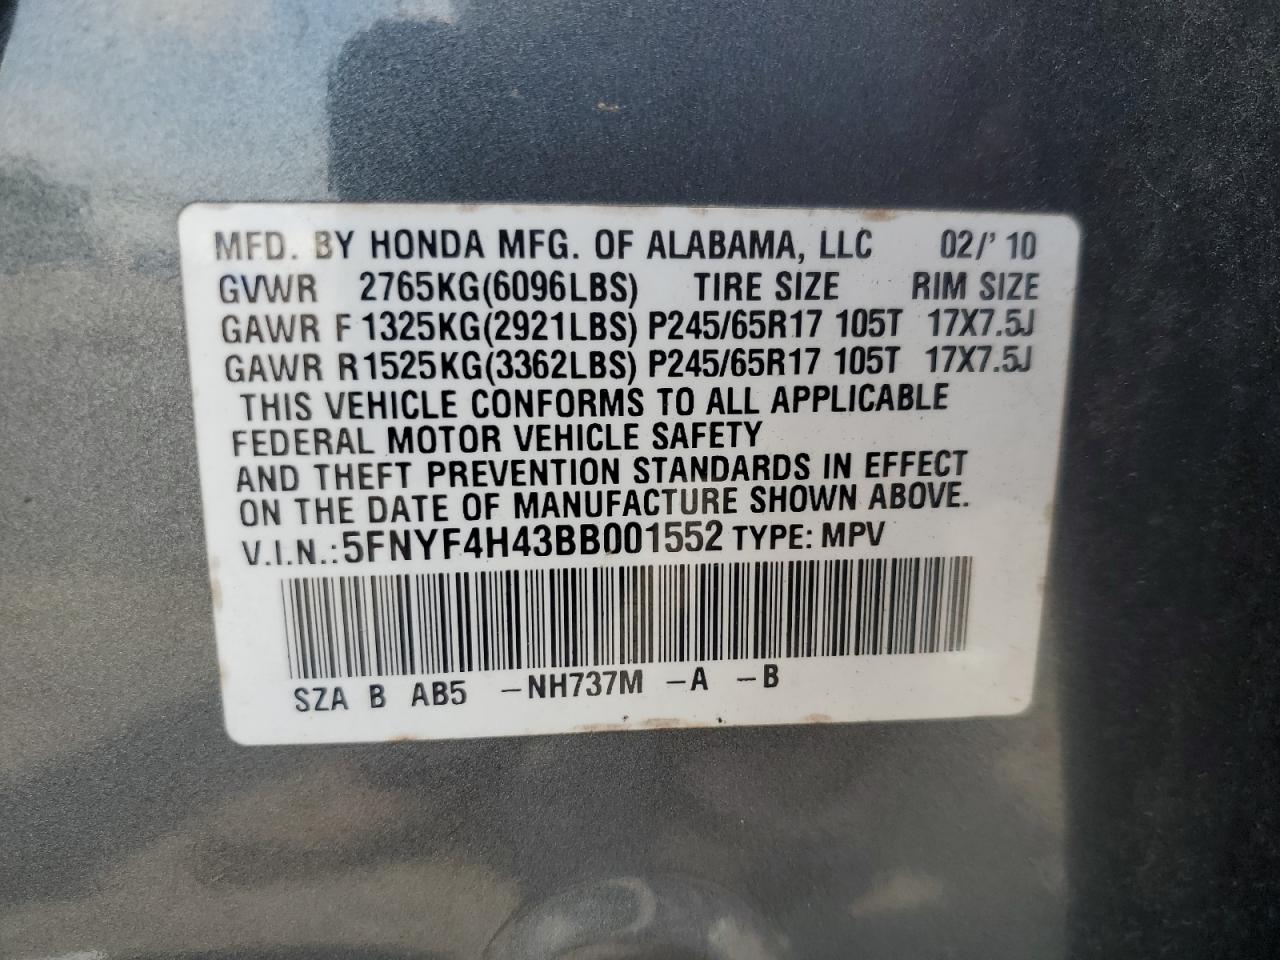 MFD. BY HONDA MFG. OF ALABAMA, LLC 02/' 10
GVWR 2765KG(6096LBS) TIRE SIZE RIM SIZE
GAWR F 1325KG(2921LBS) P245/65R17 105T 17X7.5J
GAWR R 1525KG(3362LBS) P245/65R17 105T 17X7.5J
THIS VEHICLE CONFORMS TO ALL APPLICABLE
FEDERAL MOTOR VEHICLE SAFETY
AND THEFT PREVENTION STANDARDS IN EFFECT
ON THE DATE OF MANUFACTURE SHOWN ABOVE.
V.I.N.: 5FNYF4H43BB001552 TYPE: MPV
SZA B AB5 -NH737M -A -B